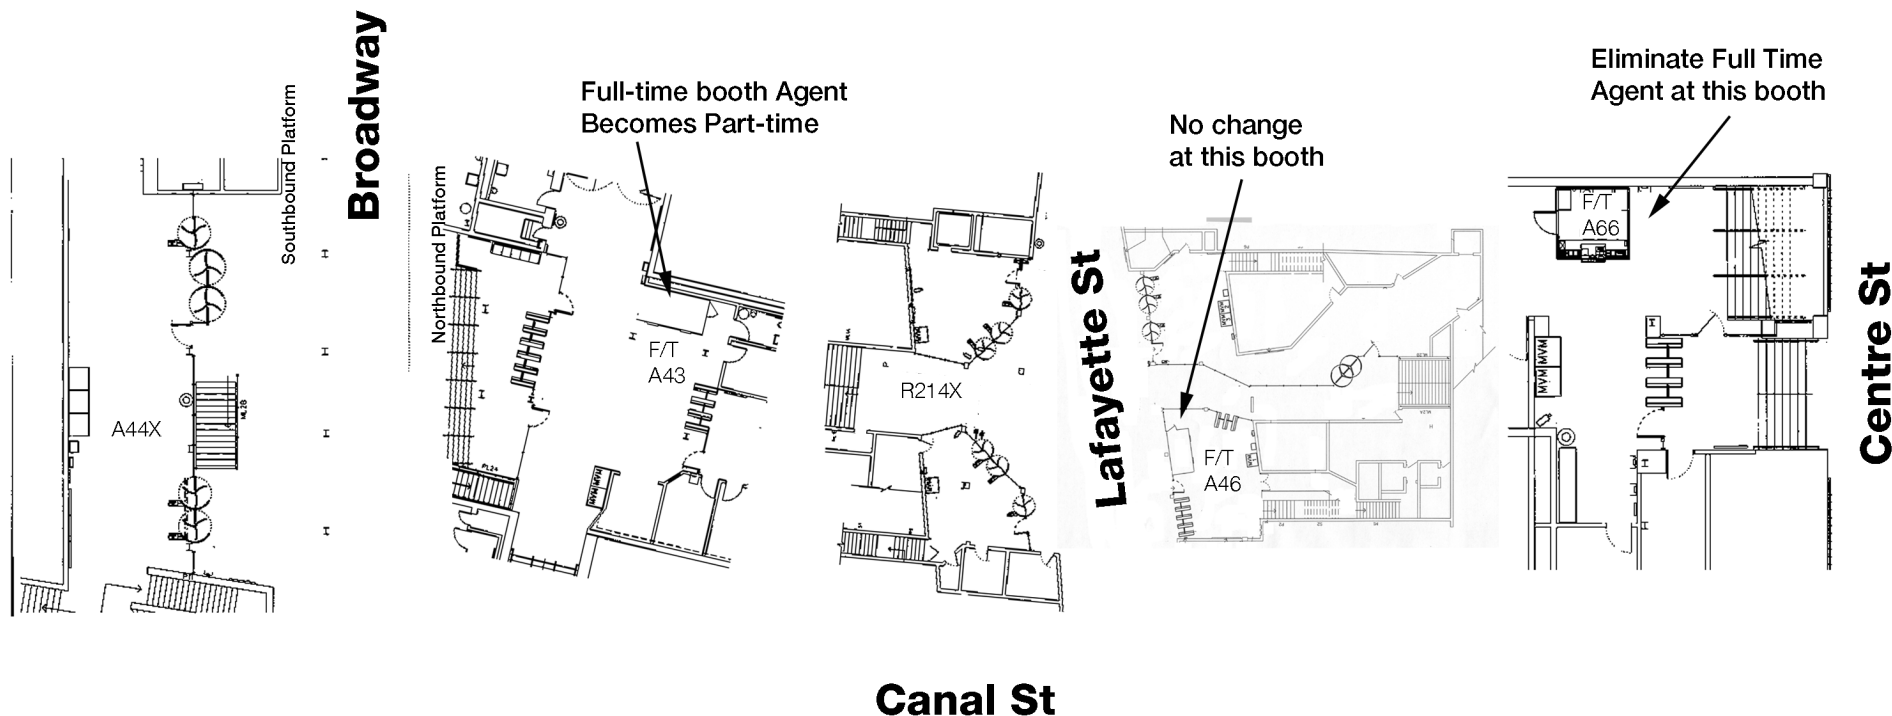 Broadway
Southbound Platform
Northbound Platform
A44X
ML28
Full-time booth Agent
Becomes Part-time
F/T
A43
PL24
MVM MVM
R214X
Lafayette St
No change
at this booth
F/T
A46
Eliminate Full Time
Agent at this booth
F/T
A66
MVM
MVM
Centre St
Canal St